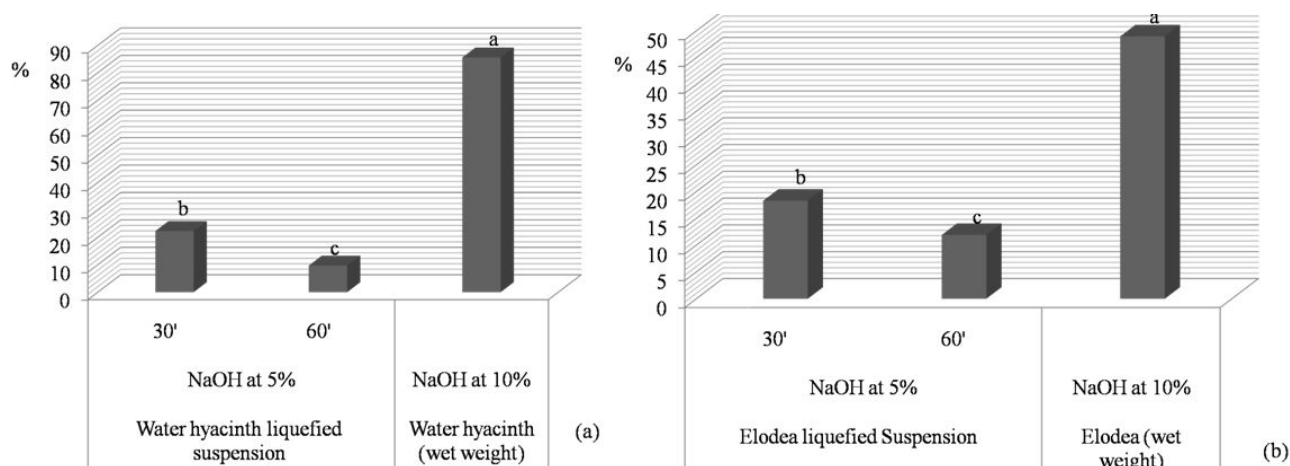 90
80
70
60
50
40
30
20
10
0
%
b
c
a
30'
60'
NaOH at 5%
NaOH at 10%
Water hyacinth liquefied
suspension
Water hyacinth
(wet weight)
(a)
50
45
40
35
30
25
20
15
10
5
0
%
b
c
a
30'
60'
NaOH at 5%
NaOH at 10%
Elodea liquefied Suspension
Elodea (wet
weight)
(b)